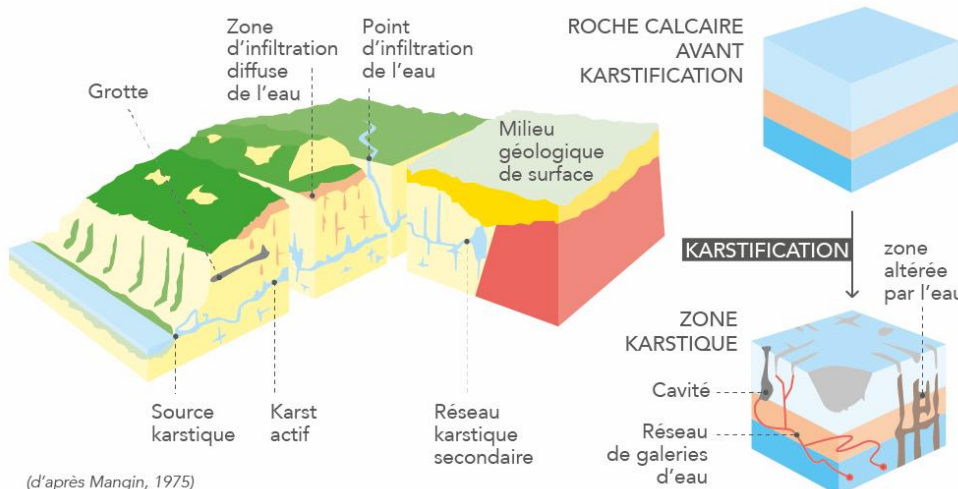 Grotte
Zone
d'infiltration
diffuse
de l'eau
Point
d'infiltration
de l'eau
Milieu
géologique
de surface
Source
karstique
Karst
actif
Réseau
karstique
secondaire
(d'après Mangin, 1975)
ROCHE CALCAIRE
AVANT
KARSTIFICATION
KARSTIFICATION
zone
altérée
par l'eau
ZONE
KARSTIQUE
Cavité
Réseau
de galeries
d'eau